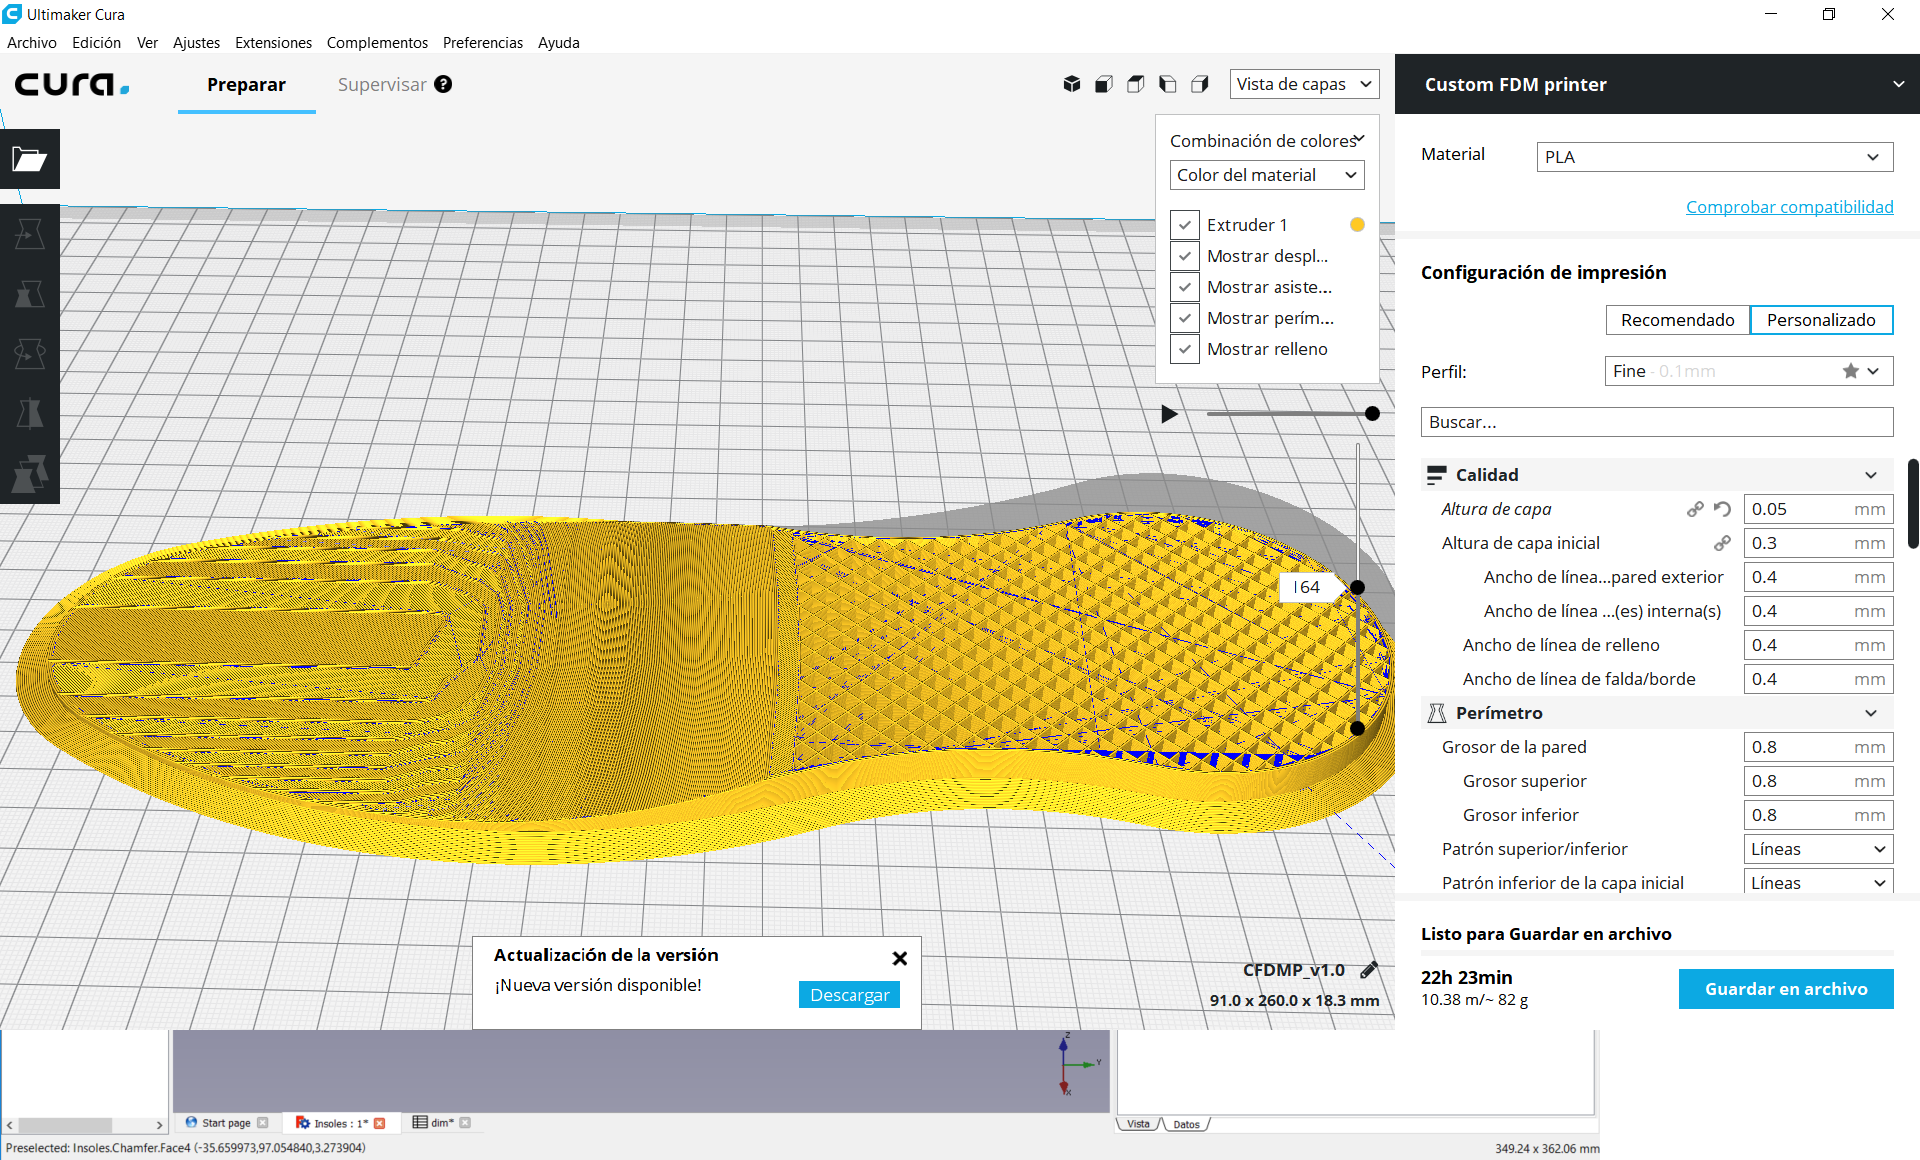 Ultimaker Cura
Archivo Edición Ver Ajustes Extensiones Complementos Preferencias Ayuda
cura.
Preparar
Supervisar ?
Vista de capas
Combinación de colores
Color del material
Extruder 1
Mostrar despl...
Mostrar asiste...
Mostrar perím...
Mostrar relleno
164
Custom FDM printer
Material
PLA
Comprobar compatibilidad
Configuración de impresión
Recomendado
Personalizado
Perfil:
Fine - 0.1mm
Buscar...
Calidad
Altura de capa 0.05 mm
Altura de capa inicial 0.3 mm
Ancho de línea...pared exterior 0.4 mm
Ancho de línea ...(es) interna(s) 0.4 mm
Ancho de línea de relleno 0.4 mm
Ancho de línea de falda/borde 0.4 mm
Perímetro
Grosor de la pared 0.8 mm
Grosor superior 0.8 mm
Grosor inferior 0.8 mm
Patrón superior/inferior Líneas
Patrón inferior de la capa inicial Líneas
Listo para Guardar en archivo
22h 23min
10.38 m/~ 82 g
Guardar en archivo
CFDMP_v1.0
91.0 x 260.0 x 18.3 mm
Actualización de la versión
¡Nueva versión disponible!
Descargar
Z
Y
X
Start page
Insoles : 1*
dim*
Vista
Datos
Preselected: Insoles.Chamfer.Face4 (-35.659973,97.054840,3.273904)
349.24 x 362.06 mm